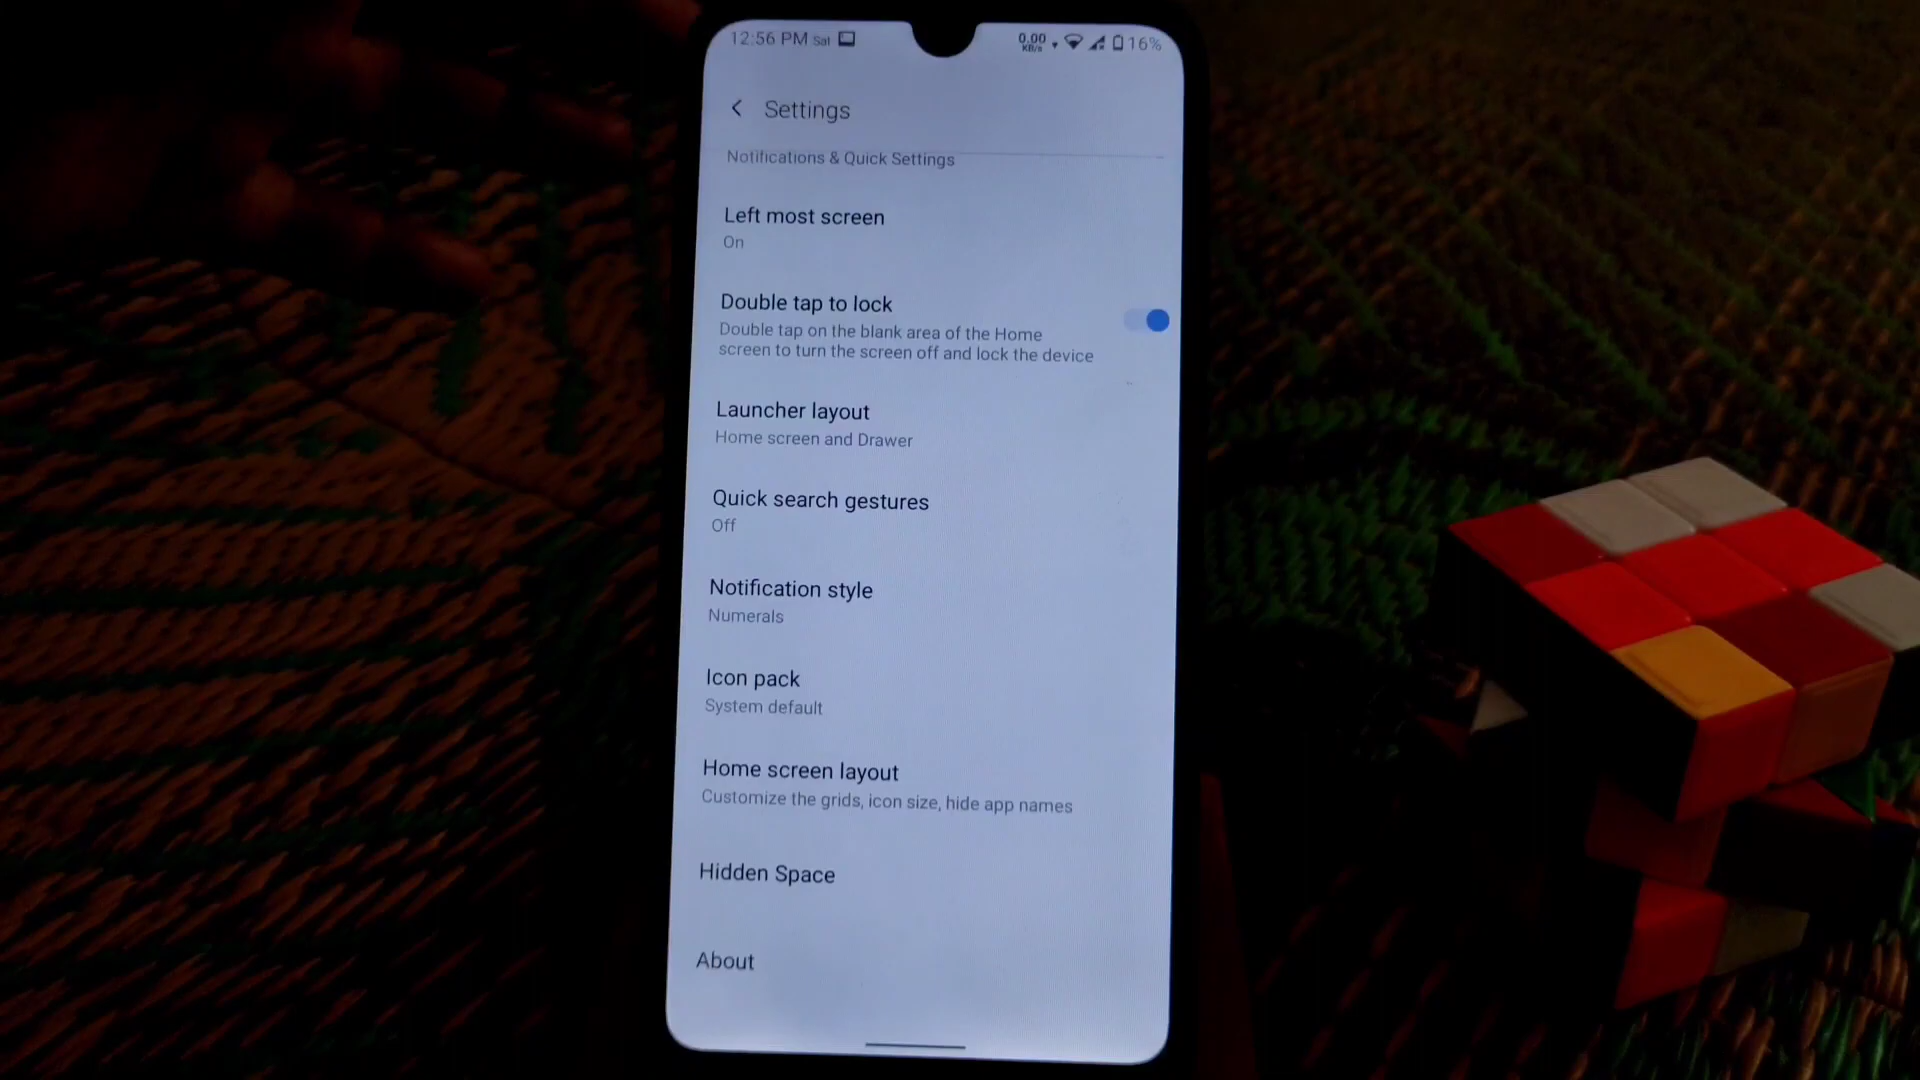 12:56 PM Sat
0.00 KB/s 16%
Settings
Notifications & Quick Settings
Left most screen
On
Double tap to lock
Double tap on the blank area of the Home
screen to turn the screen off and lock the device
Launcher layout
Home screen and Drawer
Quick search gestures
Off
Notification style
Numerals
Icon pack
System default
Home screen layout
Customize the grids, icon size, hide app names
Hidden Space
About